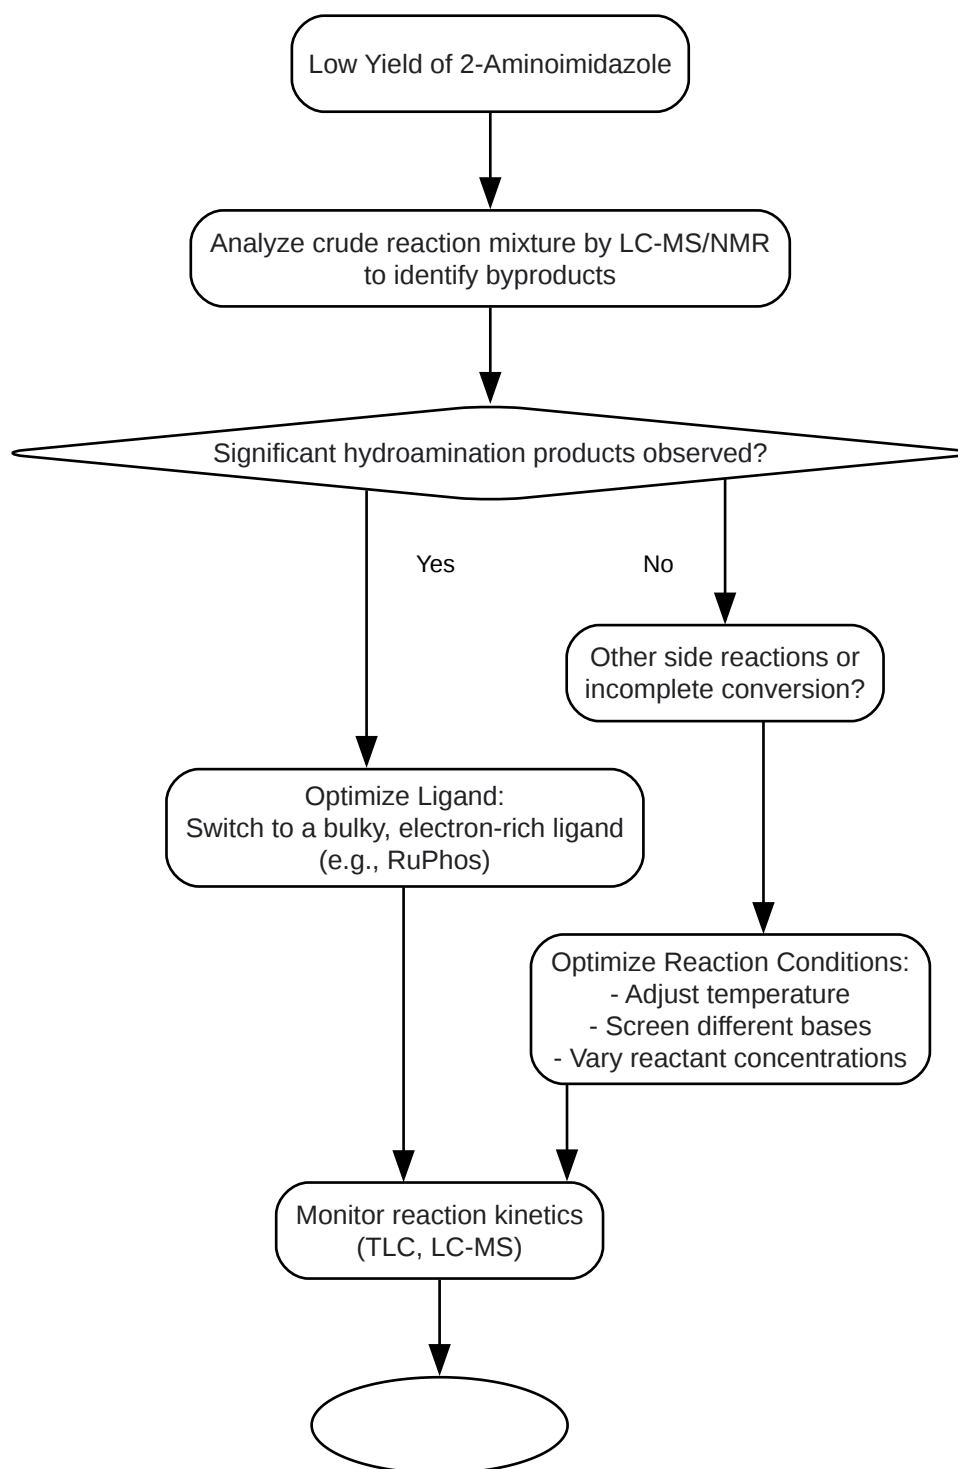 Low Yield of 2-Aminoimidazole
Analyze crude reaction mixture by LC-MS/NMR
to identify byproducts
Significant hydroamination products observed?
Yes
No
Other side reactions or
incomplete conversion?
Optimize Ligand:
Switch to a bulky, electron-rich ligand
(e.g., RuPhos)
Optimize Reaction Conditions:
- Adjust temperature
- Screen different bases
- Vary reactant concentrations
Monitor reaction kinetics
(TLC, LC-MS)